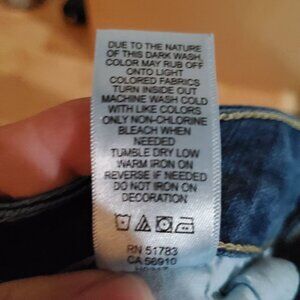 DUE TO THE NATURE
OF THIS DARK WASH,
COLOR MAY RUB OFF
ONTO LIGHT
COLORED FABRICS
TURN INSIDE OUT
MACHINE WASH COLD
WITH LIKE COLORS
ONLY NON-CHLORINE
BLEACH WHEN
NEEDED
TUMBLE DRY LOW
WARM IRON ON
REVERSE IF NEEDED
DO NOT IRON ON
DECORATION
RN 51783
CA 56910